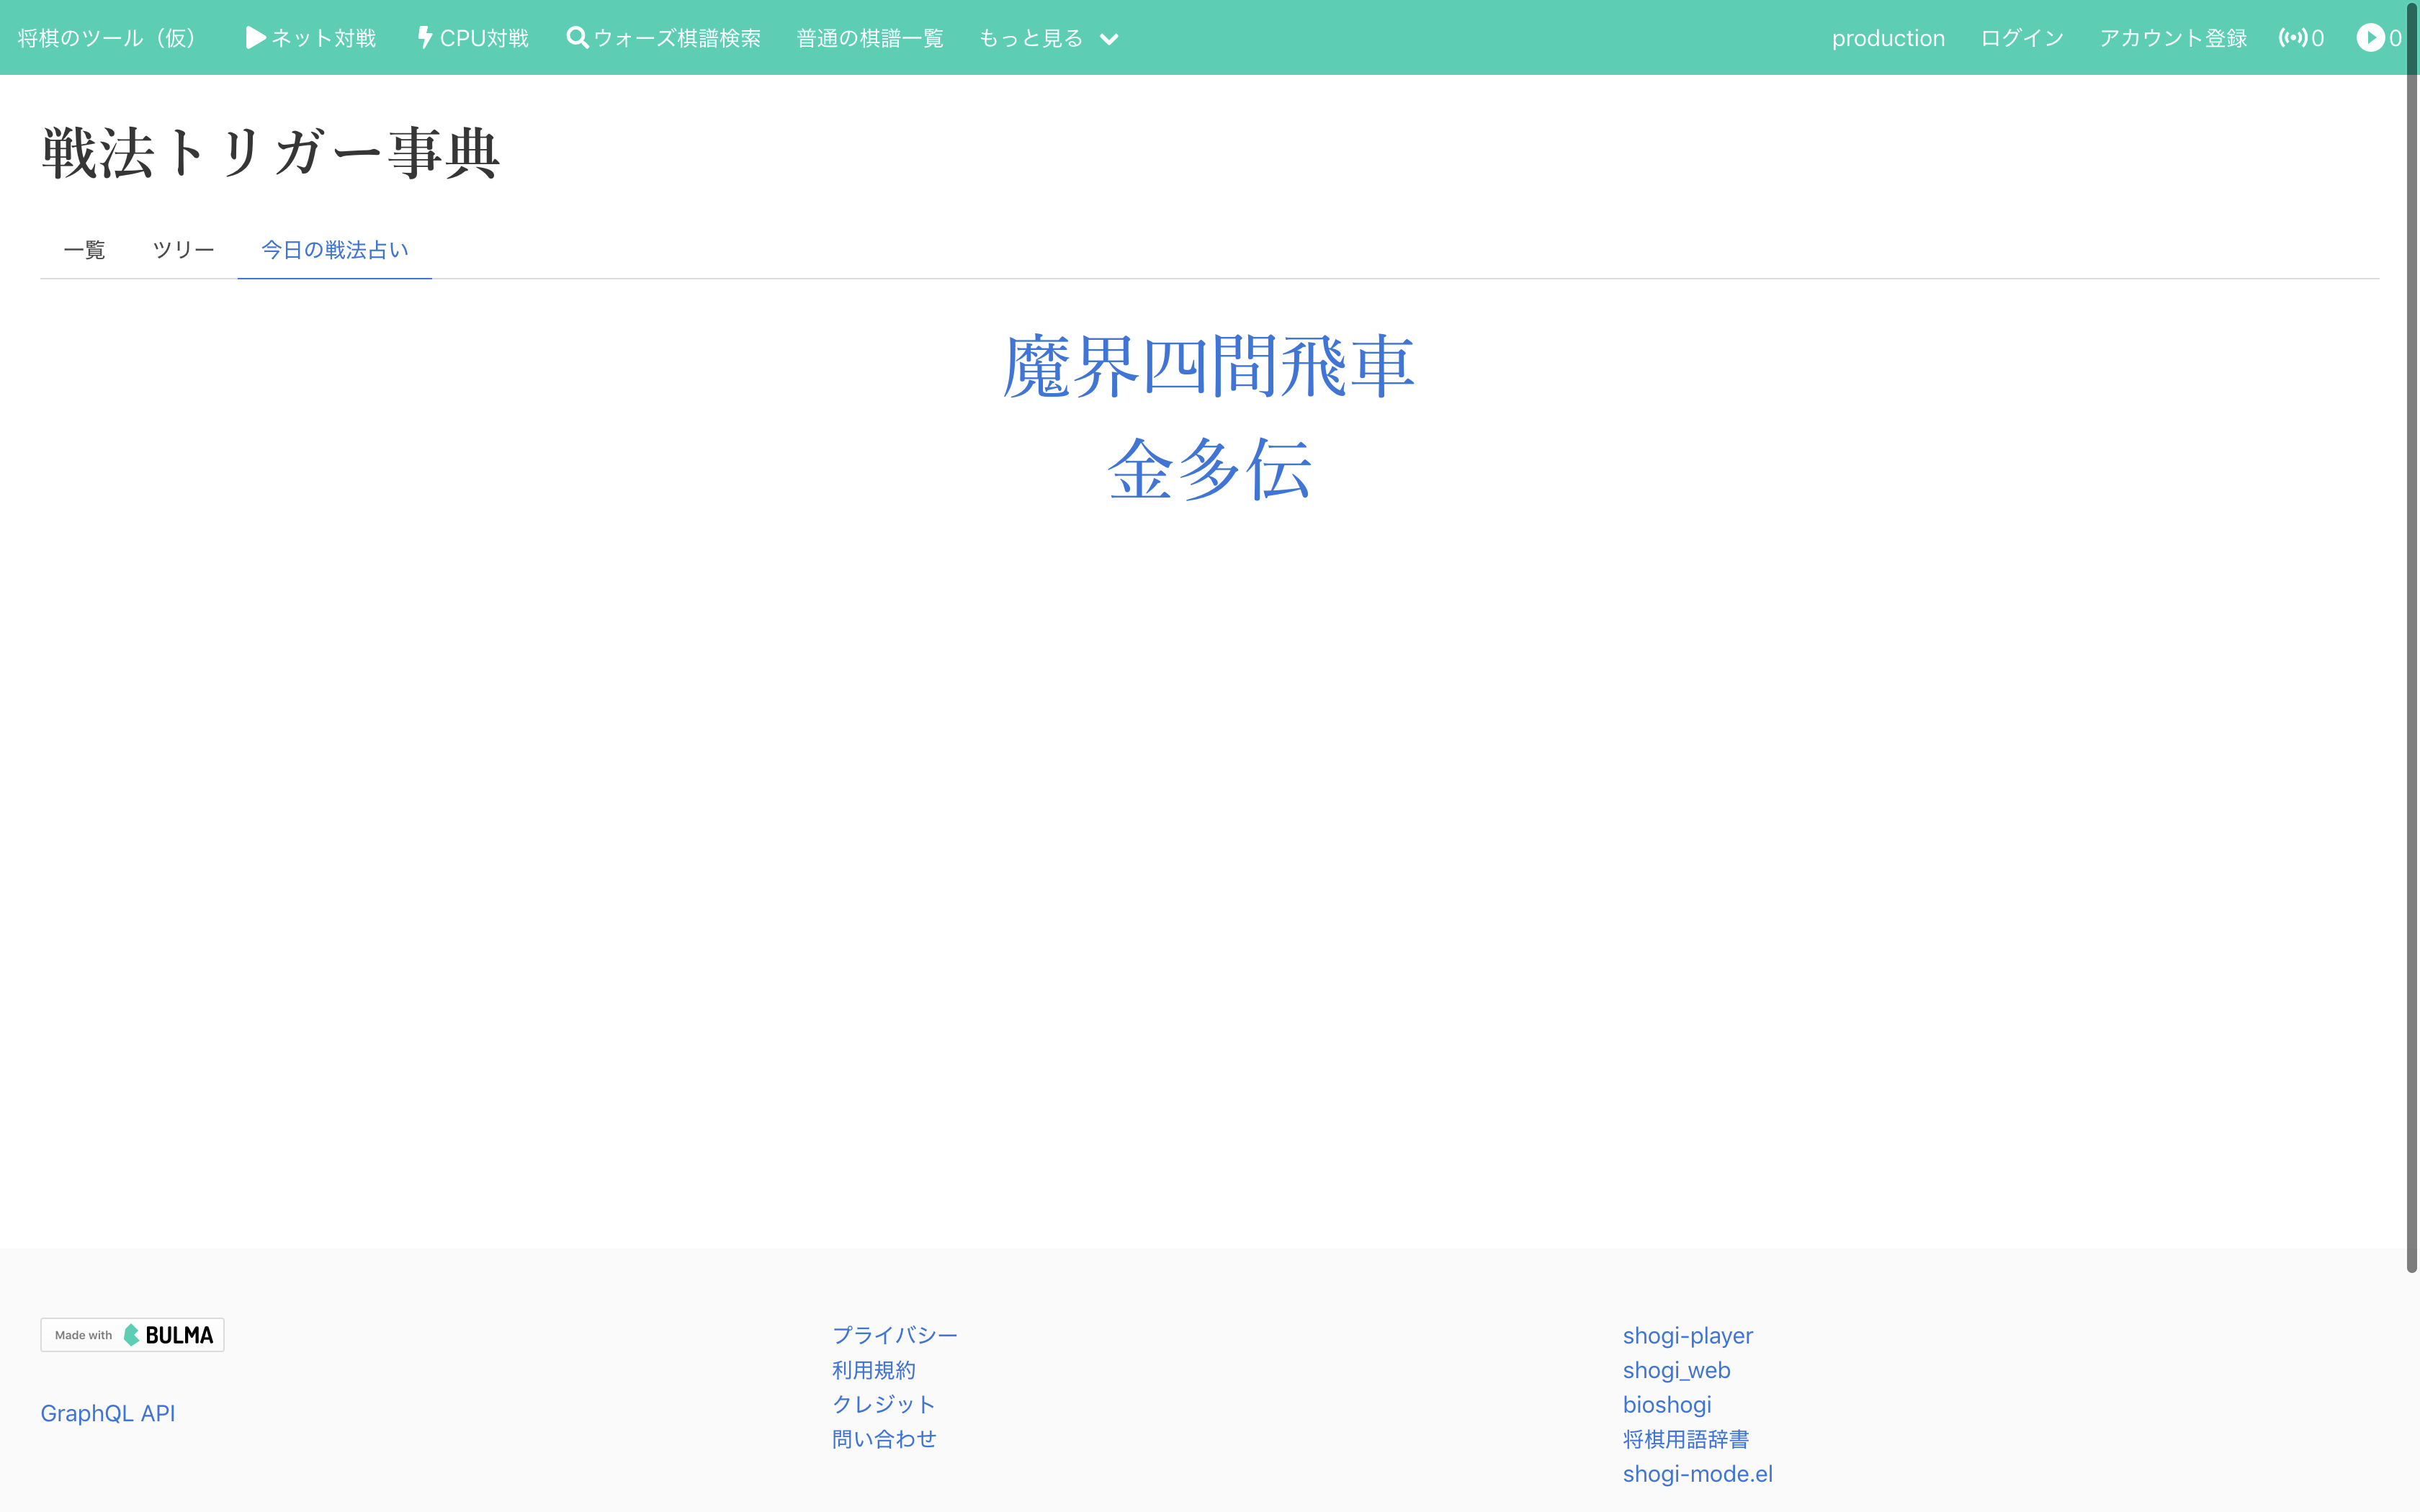 将棋のツール（仮） ネット対戦 CPU対戦 ウォーズ棋譜検索 普通の棋譜一覧 もっと見る production ログイン アカウント登録 0 0
戦法トリガー事典
一覧 ツリー 今日の戦法占い
魔界四間飛車
金多伝
Made with BULMA
GraphQL API
プライバシー
利用規約
クレジット
問い合わせ
shogi-player
shogi_web
bioshogi
将棋用語辞書
shogi-mode.el